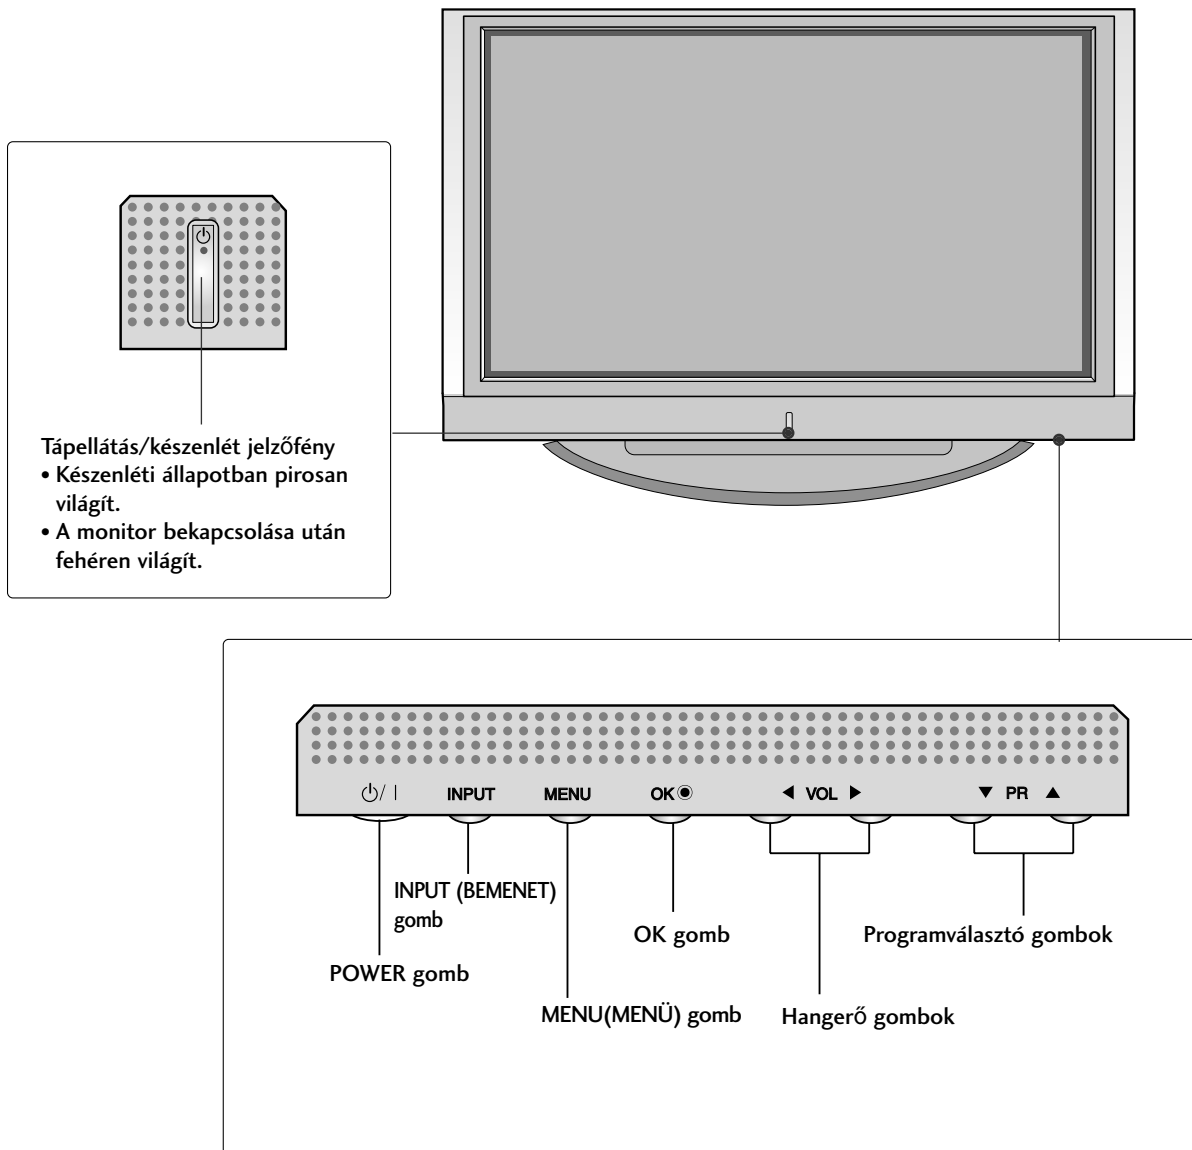 Tápellátás/készenlét jelzőfény
• Készenléti állapotban pirosan
világít.
• A monitor bekapcsolása után
fehéren világít.
⏻/ I INPUT MENU OK◉ ◀ VOL ▶ ▼ PR ▲
INPUT (BEMENET)
gomb
OK gomb
Programválasztó gombok
POWER gomb
MENU(MENÜ) gomb
Hangerő gombok